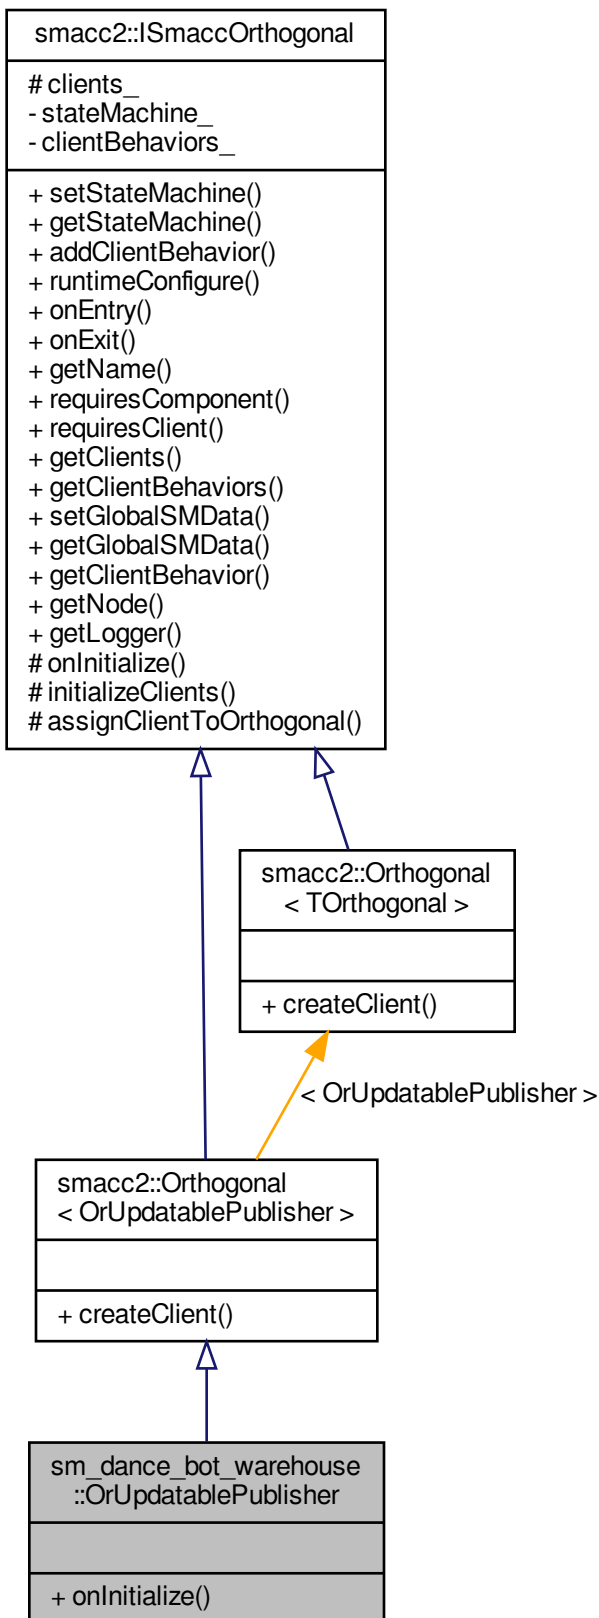 smacc2::ISmaccOrthogonal
# clients_
- stateMachine_
- clientBehaviors_
+ setStateMachine()
+ getStateMachine()
+ addClientBehavior()
+ runtimeConfigure()
+ onEntry()
+ onExit()
+ getName()
+ requiresComponent()
+ requiresClient()
+ getClients()
+ getClientBehaviors()
+ setGlobalSMData()
+ getGlobalSMData()
+ getClientBehavior()
+ getNode()
+ getLogger()
# onInitialize()
# initializeClients()
# assignClientToOrthogonal()
smacc2::Orthogonal
< TOrthogonal >
+ createClient()
< OrUpdatablePublisher >
smacc2::Orthogonal
< OrUpdatablePublisher >
+ createClient()
sm_dance_bot_warehouse
::OrUpdatablePublisher
+ onInitialize()